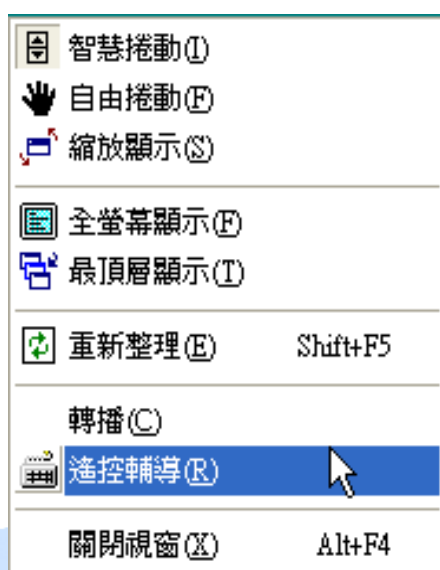 智慧捲動(I)
自由捲動(F)
縮放顯示(S)
全螢幕顯示(F)
最頂層顯示(T)
重新整理(E) Shift+F5
轉播(C)
遙控輔導(R)
關閉視窗(X) Alt+F4